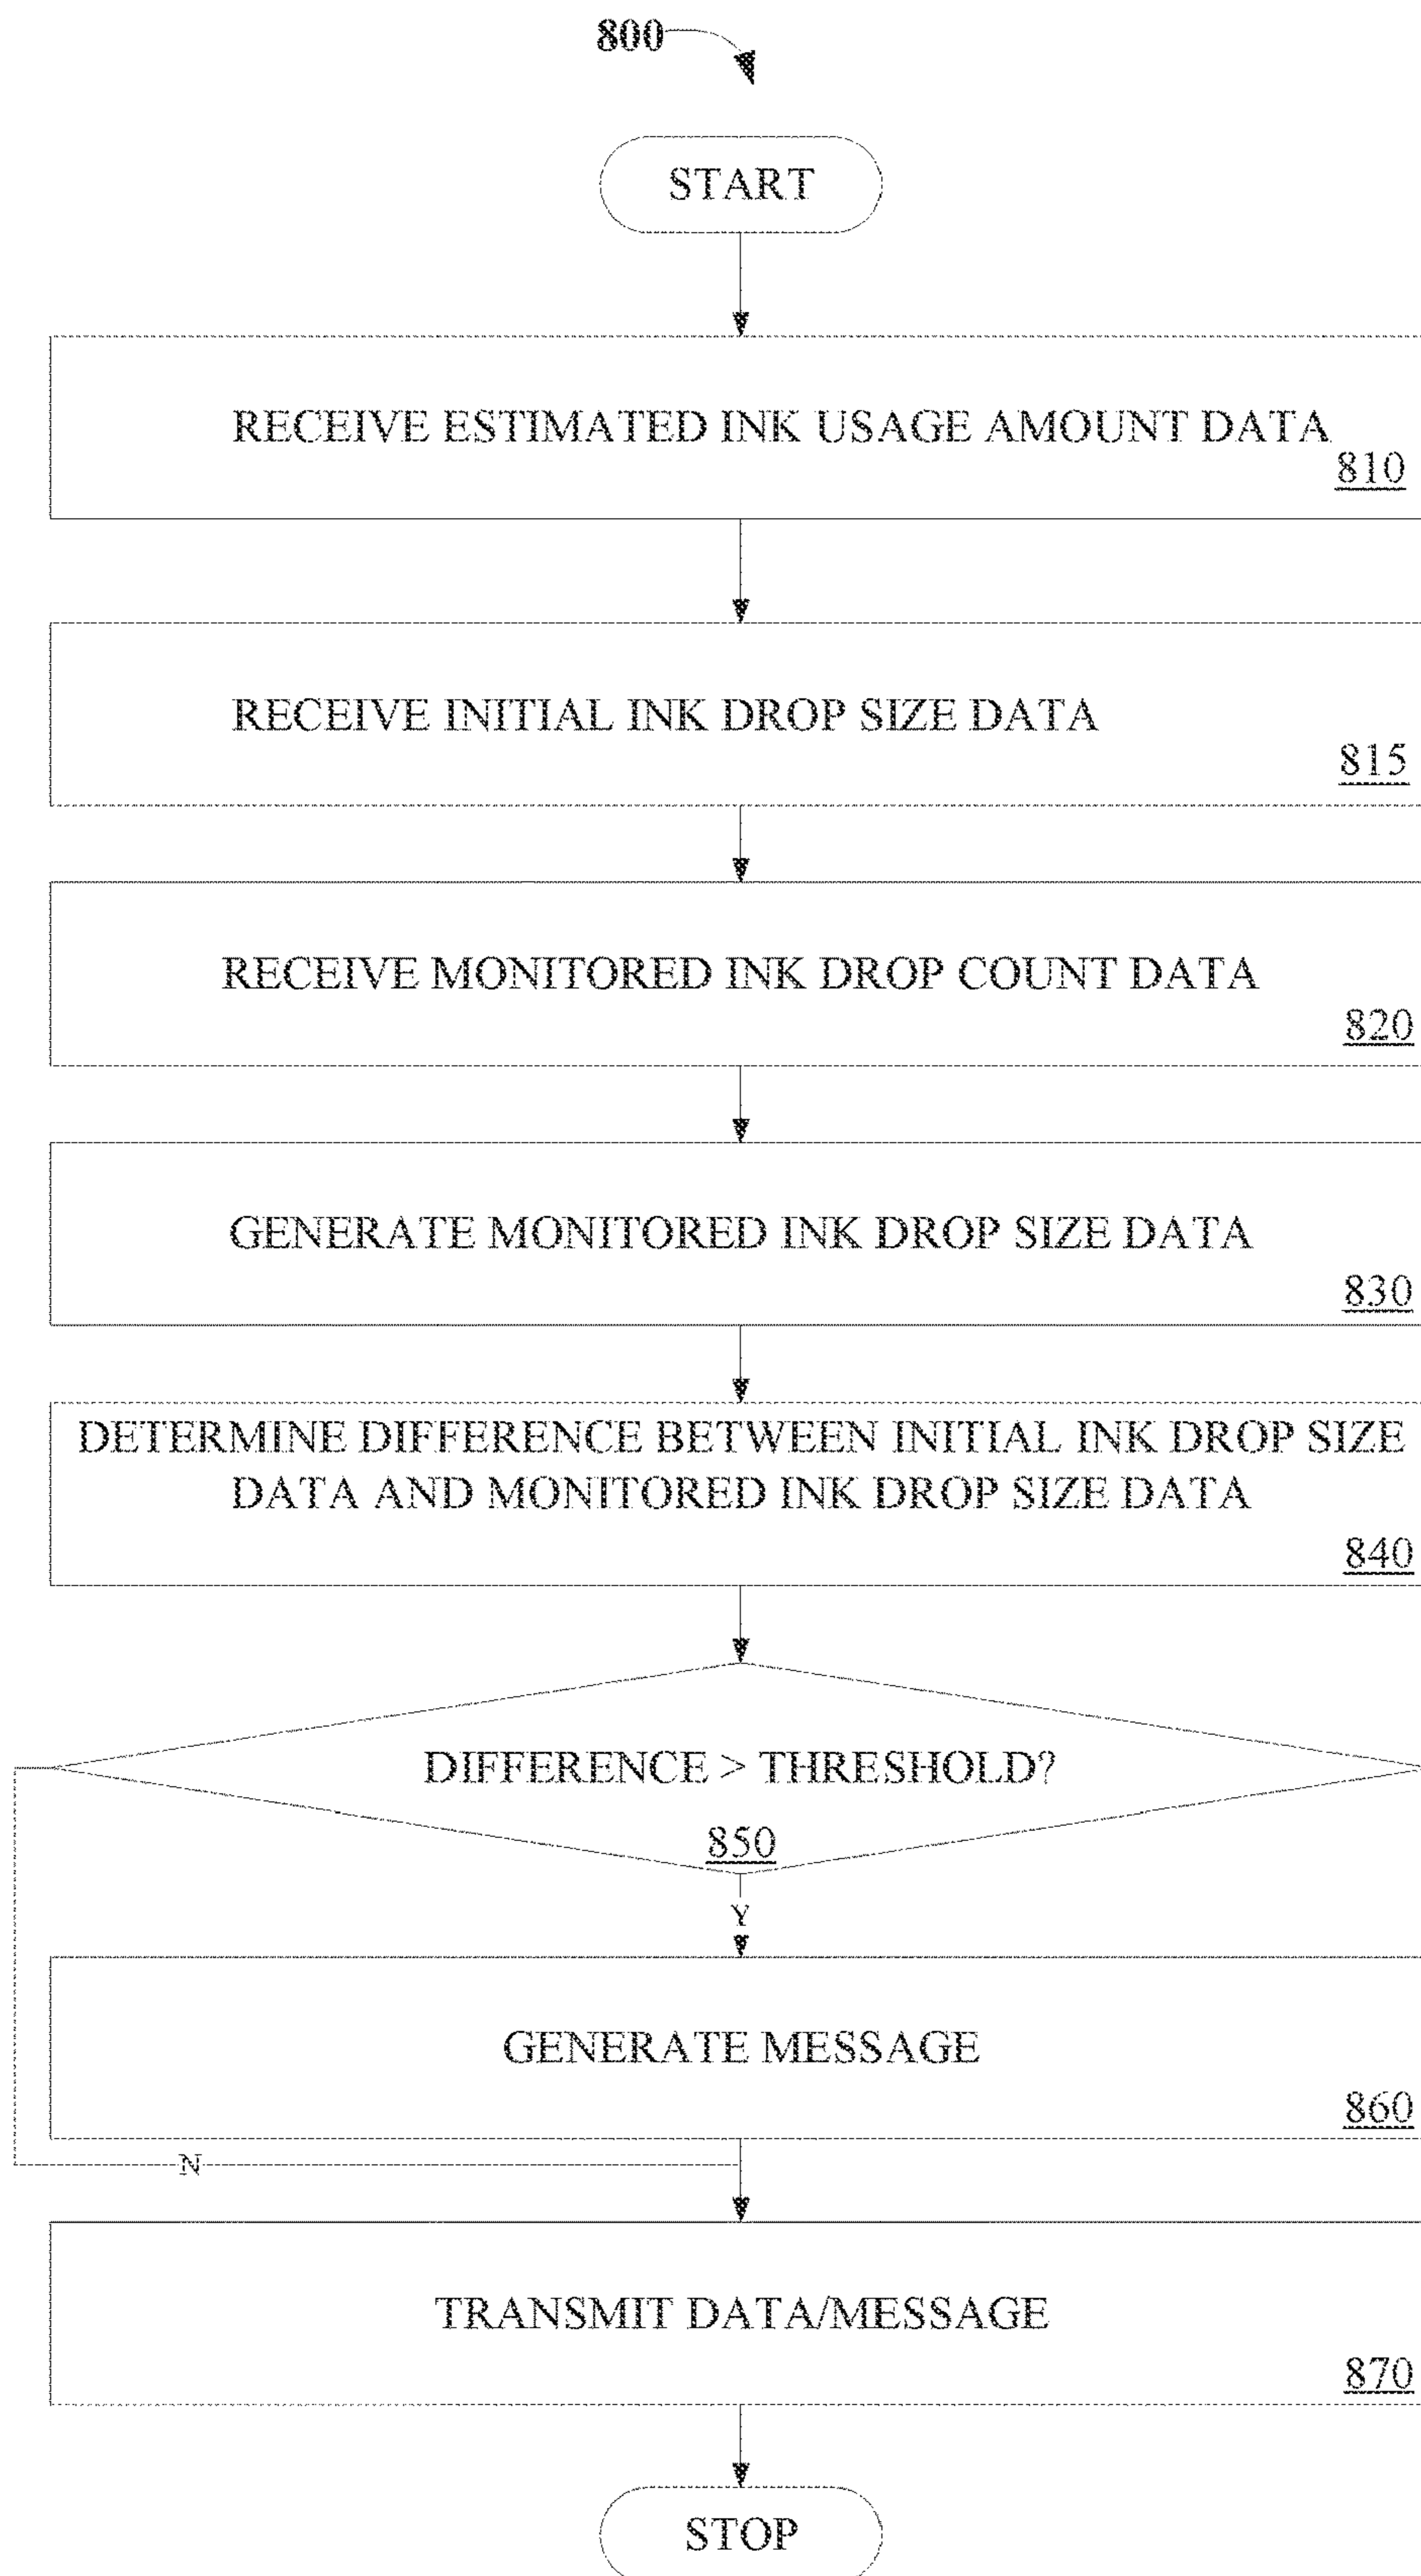 800
START
RECEIVE ESTIMATED INK USAGE AMOUNT DATA
810
RECEIVE INITIAL INK DROP SIZE DATA
815
RECEIVE MONITORED INK DROP COUNT DATA
820
GENERATE MONITORED INK DROP SIZE DATA
830
DETERMINE DIFFERENCE BETWEEN INITIAL INK DROP SIZE
DATA AND MONITORED INK DROP SIZE DATA
840
DIFFERENCE > THRESHOLD?
850
Y
GENERATE MESSAGE
860
N
TRANSMIT DATA/MESSAGE
870
STOP